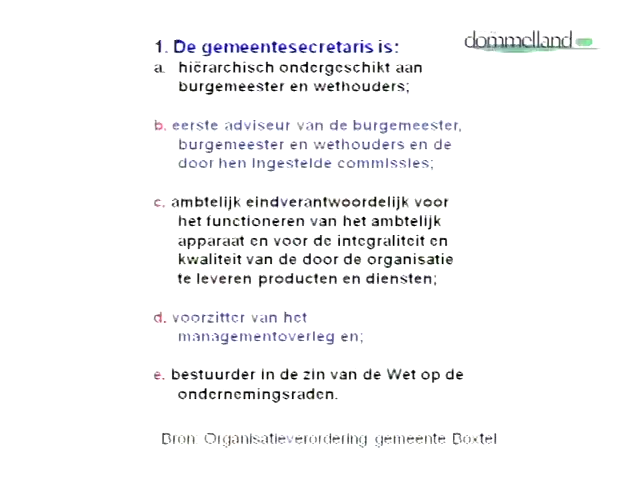 dommelland
1. De gemeentesecretaris is:
a. hiërarchisch ondergeschikt aan
burgemeester en wethouders;
b. eerste adviseur van de burgemeester,
burgemeester en wethouders en de
door hen ingestelde commissies;
c. ambtelijk eindverantwoordelijk voor
het functioneren van het ambtelijk
apparaat en voor de integraliteit en
kwaliteit van de door de organisatie
te leveren producten en diensten;
d. voorzitter van het
managementoverleg en;
e. bestuurder in de zin van de Wet op de
ondernemingsraden.
Bron: Organisatieverordering gemeente Boxtel